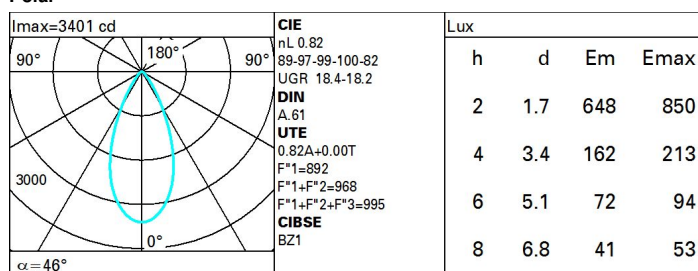 Imax=3401 cd
90°
180°
90°
3000
0°
α=46°
CIE
nL 0.82
89-97-99-100-82
UGR 18.4-18.2
DIN
A.61
UTE
0.82A+0.00T
F"1=892
F"1+F"2=968
F"1+F"2+F"3=995
CIBSE
BZ1
Lux
h d Em Emax
2 1.7 648 850
4 3.4 162 213
6 5.1 72 94
8 6.8 41 53